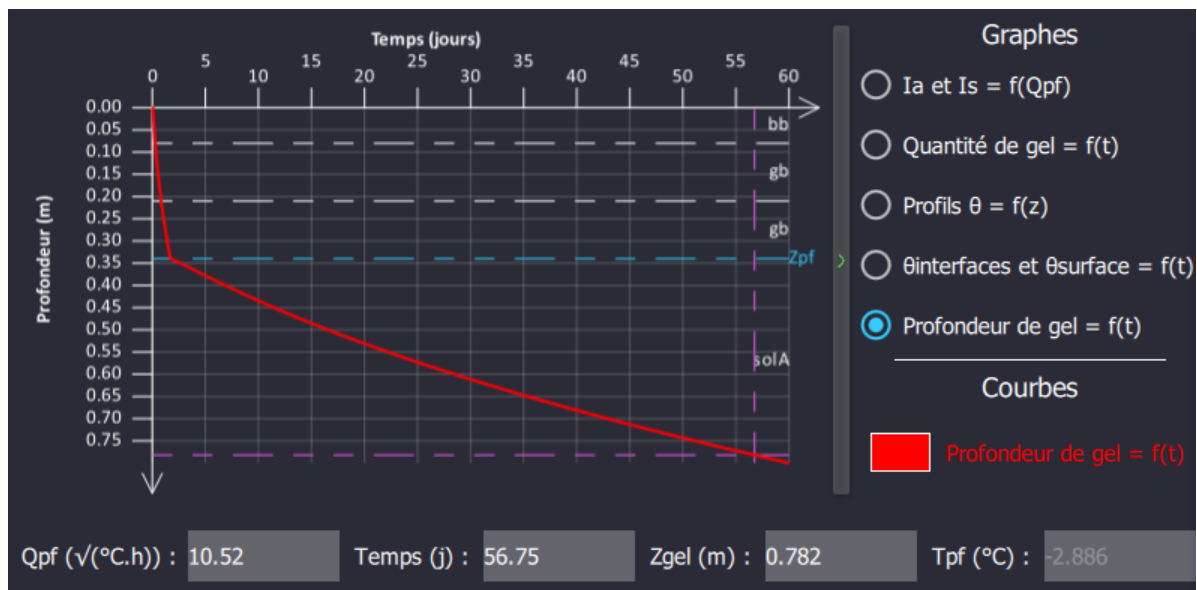 Temps (jours)
5 15 25 35 45 55
0 10 20 30 40 50 60
Profondeur (m)
0.00
0.05
0.10
0.15
0.20
0.25
0.30
0.35
0.40
0.45
0.50
0.55
0.60
0.65
0.70
0.75
bb
gb
gb
Zpf
solA
Graphes
Ia et Is = f(Qpf)
Quantité de gel = f(t)
Profils θ = f(z)
θinterfaces et θsurface = f(t)
Profondeur de gel = f(t)
Courbes
Profondeur de gel = f(t)
Qpf (√(°C.h)) : 10.52 Temps (j) : 56.75 Zgel (m) : 0.782 Tpf (°C) : -2.886